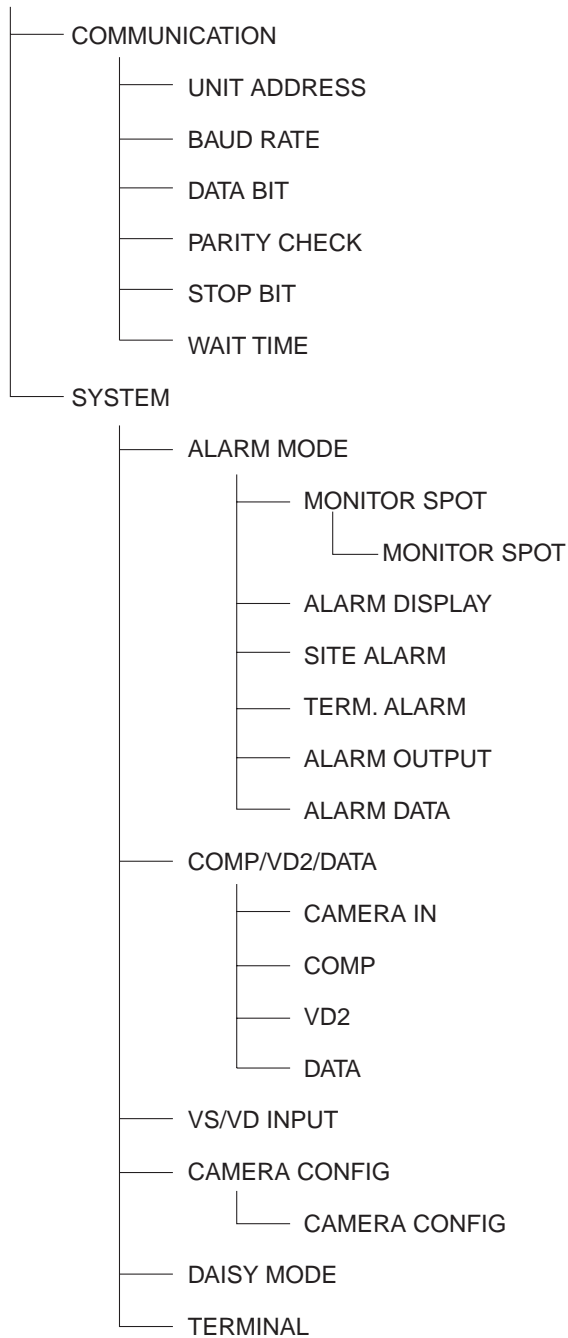 COMMUNICATION
UNIT ADDRESS
BAUD RATE
DATA BIT
PARITY CHECK
STOP BIT
WAIT TIME
SYSTEM
ALARM MODE
MONITOR SPOT
MONITOR SPOT
ALARM DISPLAY
SITE ALARM
TERM. ALARM
ALARM OUTPUT
ALARM DATA
COMP/VD2/DATA
CAMERA IN
COMP
VD2
DATA
VS/VD INPUT
CAMERA CONFIG
CAMERA CONFIG
DAISY MODE
TERMINAL